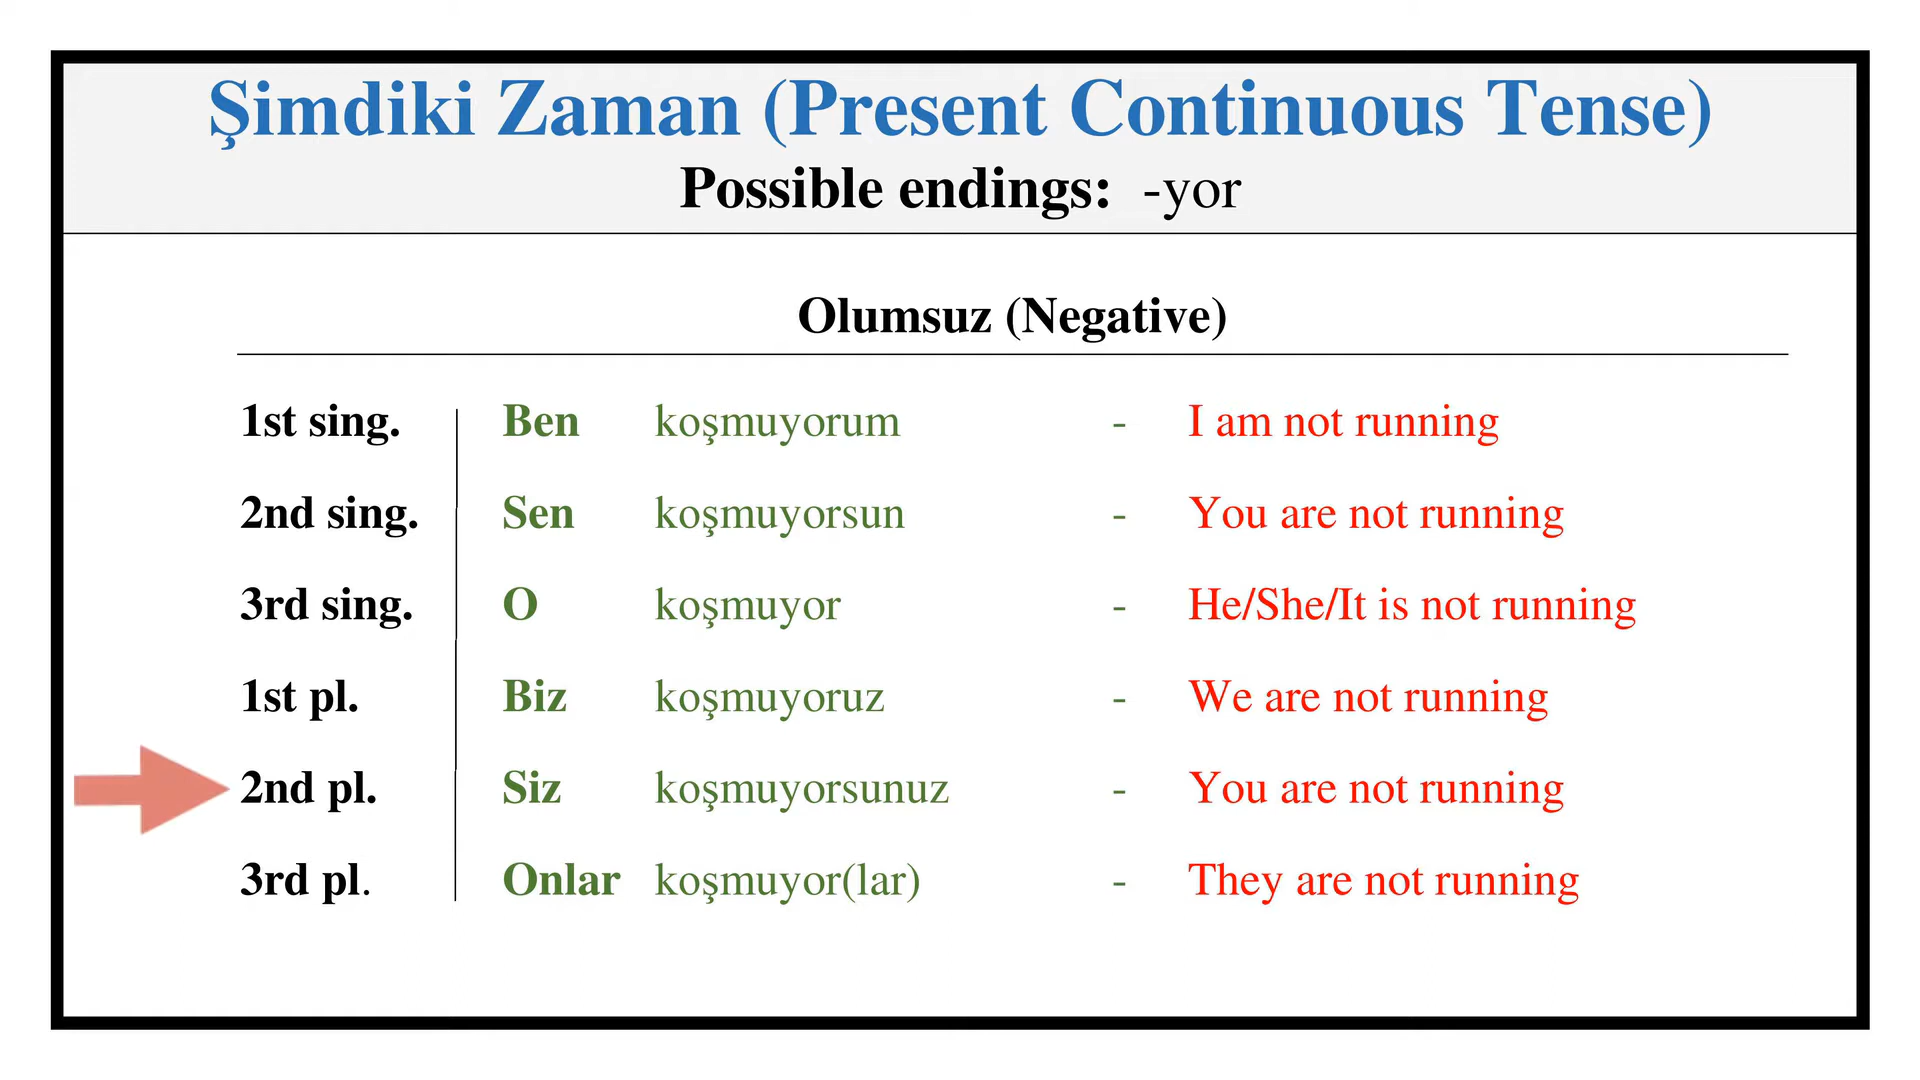 Şimdiki Zaman (Present Continuous Tense)
Possible endings: -yor
Olumsuz (Negative)
1st sing. Ben koşmuyorum - I am not running
2nd sing. Sen koşmuyorsun - You are not running
3rd sing. O koşmuyor - He/She/It is not running
1st pl. Biz koşmuyoruz - We are not running
2nd pl. Siz koşmuyorsunuz - You are not running
3rd pl. Onlar koşmuyor(lar) - They are not running